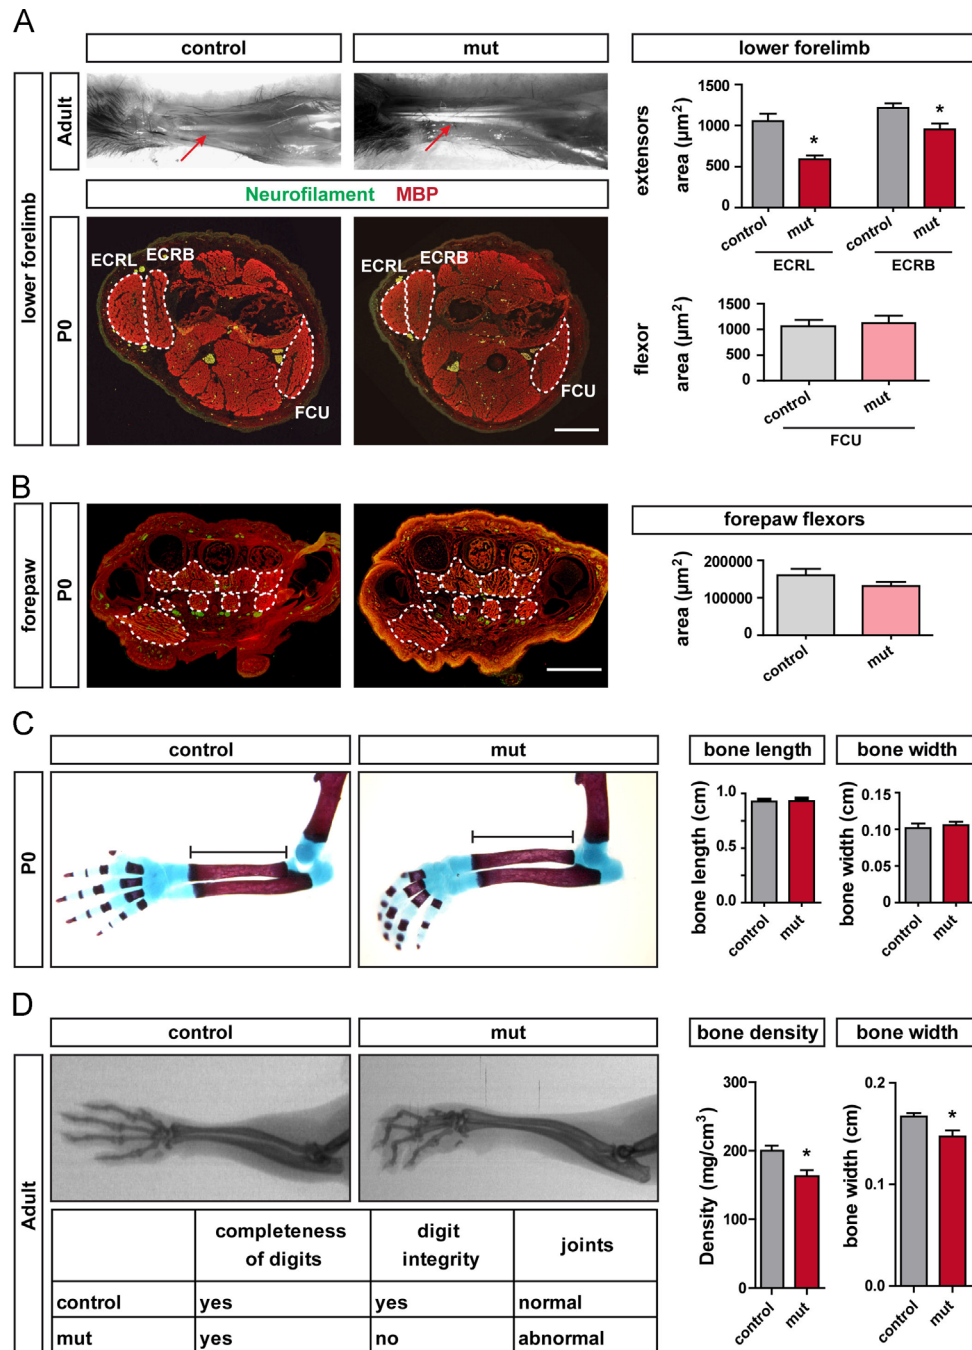 A
control
mut
lower forelimb
lower forelimb
Adult
P0
Neurofilament MBP
ECRL
ECRB
FCU
ECRL
ECRB
FCU
extensors
area (µm²)
1500
1000
500
0
*
*
control
mut
control
mut
ECRL
ECRB
flexor
area (µm²)
1500
1000
500
0
control
mut
FCU
B
forepaw
P0
forepaw flexors
area (µm²)
200000
100000
0
control
mut
C
control
mut
bone length
bone width
P0
bone length (cm)
1.0
0.5
0.0
control
mut
bone width (cm)
0.15
0.10
0.05
0
control
mut
D
control
mut
bone density
bone width
Adult
Density (mg/cm³)
300
200
100
0
*
control
mut
bone width (cm)
0.2
0.1
0.0
*
control
mut
completeness of digits
digit integrity
joints
control yes yes normal
mut yes no abnormal